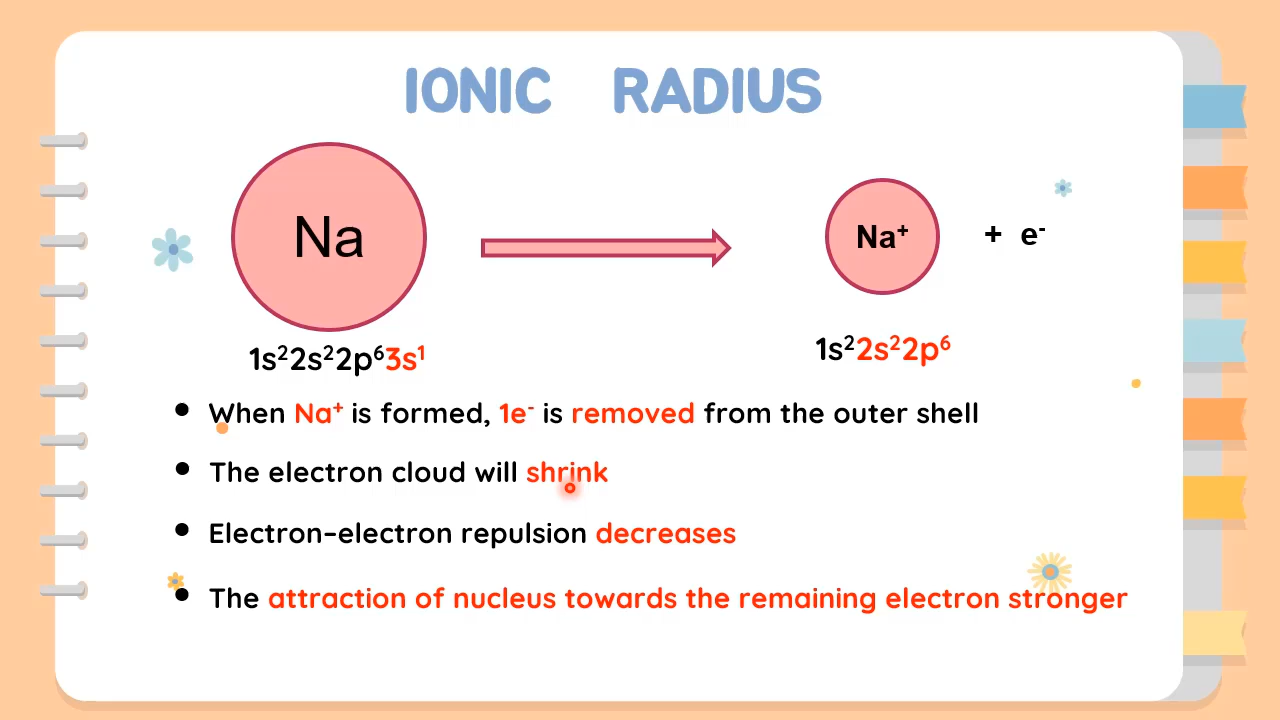 IONIC RADIUS
Na
Na⁺ + e⁻
1s²2s²2p⁶3s¹
1s²2s²2p⁶
• When Na⁺ is formed, 1e⁻ is removed from the outer shell
• The electron cloud will shrink
• Electron–electron repulsion decreases
• The attraction of nucleus towards the remaining electron stronger